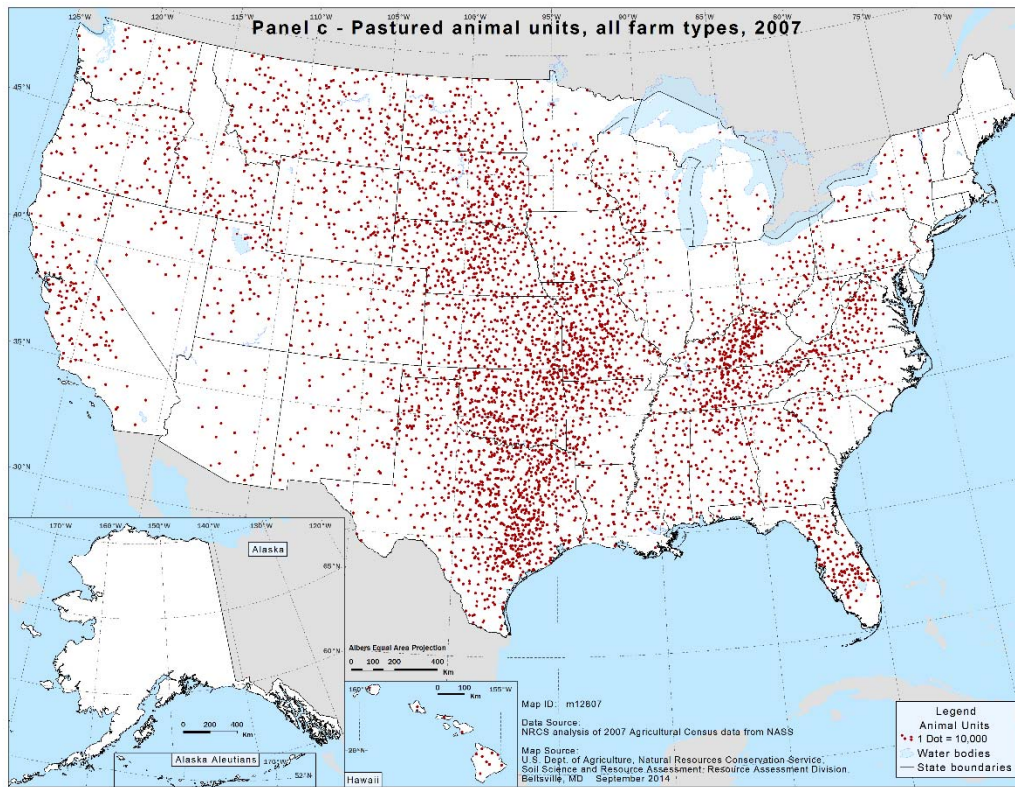 125°W 120°W 115°W 110°W 105°W 100°W 95°W 90°W 85°W 80°W 75°W 70°W
Panel c - Pastured animal units, all farm types, 2007
45°N
40°N
35°N
30°N
170°W 160°W 150°W 140°W 130°W 120°W
Alaska
65°N
60°N
Albers Equal Area Projection
0 100 200 400
Km
0 200 400
Km
Alaska Aleutians
170°W
52°N
160°W
0 100
Km
155°W
20°N
Hawaii
Map ID: m12807
Data Source:
NRCS analysis of 2007 Agricultural Census data from NASS
Map Source:
U.S. Dept. of Agriculture, Natural Resources Conservation Service,
Soil Science and Resource Assessment, Resource Assessment Division,
Beltsville, MD September 2014
Legend
Animal Units
1 Dot = 10,000
Water bodies
State boundaries